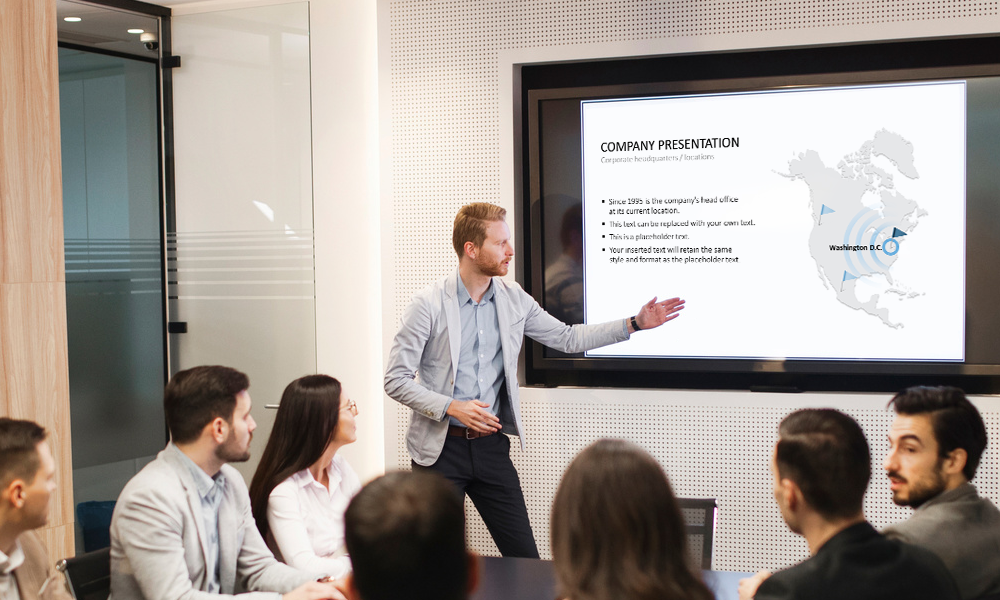 COMPANY PRESENTATION
Corporate headquarters / locations
▪ Since 1995 is the company's head office
at its current location.
▪ This text can be replaced with your own text.
▪ This is a placeholder text.
▪ Your inserted text will retain the same
style and format as the placeholder text
Washington D.C.